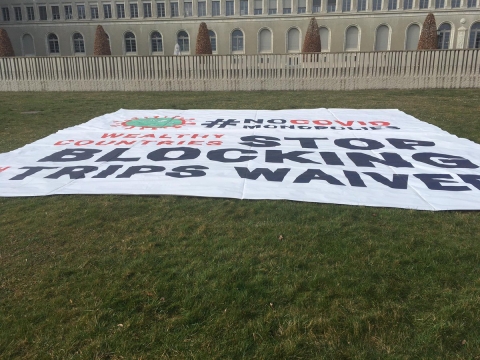 #NOCOVID
MONOPOLIES
WEALTHY
COUNTRIES STOP
BLOCKING
TRIPS WAIVER